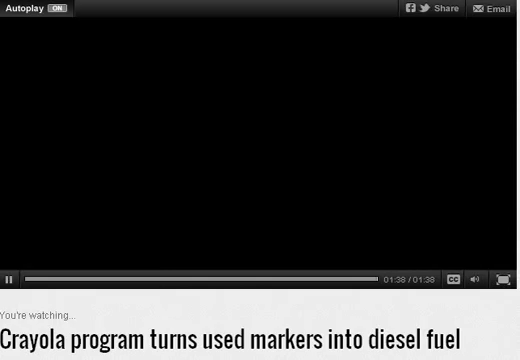 Autoplay ON Share Email
01:38 / 01:38 CC
You're watching...
Crayola program turns used markers into diesel fuel